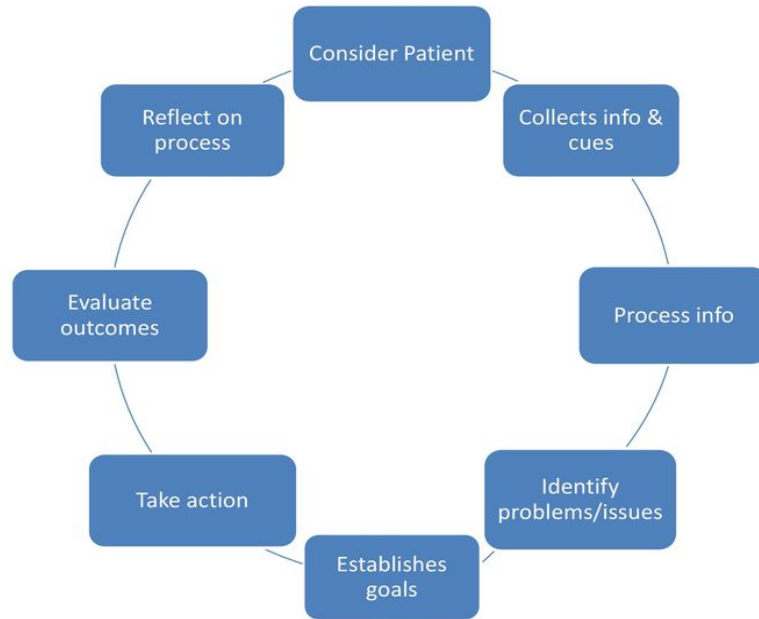 Consider Patient
Collects info &
cues
Process info
Identify
problems/issues
Establishes
goals
Take action
Evaluate
outcomes
Reflect on
process